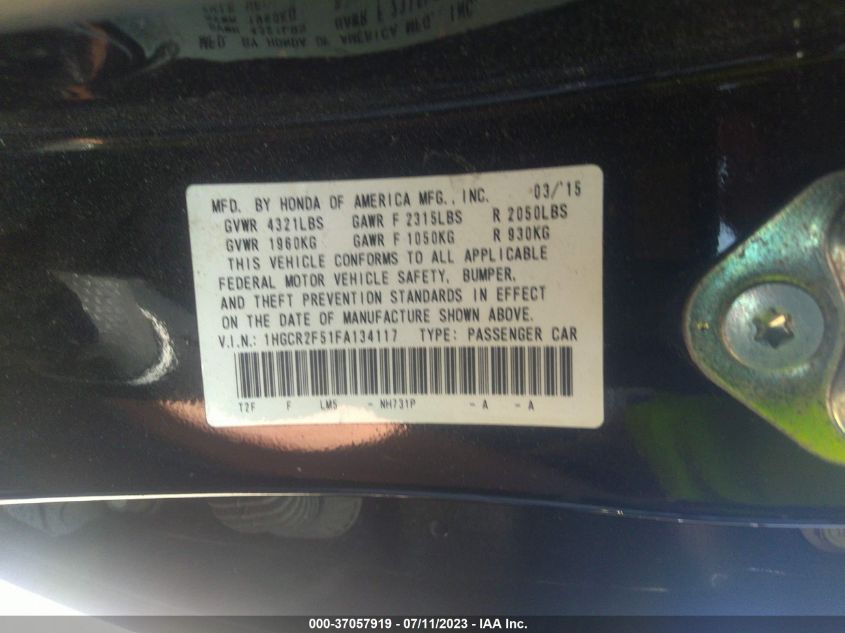 MFD. BY HONDA OF AMERICA MFG., INC. 03/'15
GVWR 4321LBS GAWR F 2315LBS R 2050LBS
GVWR 1960KG GAWR F 1050KG R 930KG
THIS VEHICLE CONFORMS TO ALL APPLICABLE
FEDERAL MOTOR VEHICLE SAFETY, BUMPER,
AND THEFT PREVENTION STANDARDS IN EFFECT
ON THE DATE OF MANUFACTURE SHOWN ABOVE.
V.I.N.: 1HGCR2F51FA134117 TYPE: PASSENGER CAR
T2F F LM5 - NH731P - A - A
000-37057919 - 07/11/2023 - IAA Inc.